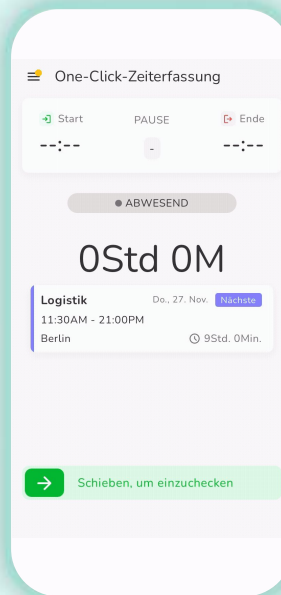 One-Click-Zeiterfassung
Start PAUSE Ende
--:-- - --:--
ABWESEND
0Std 0M
Logistik Do., 27. Nov. Nächste
11:30AM - 21:00PM
Berlin 9Std. 0Min.
Schieben, um einzuchecken